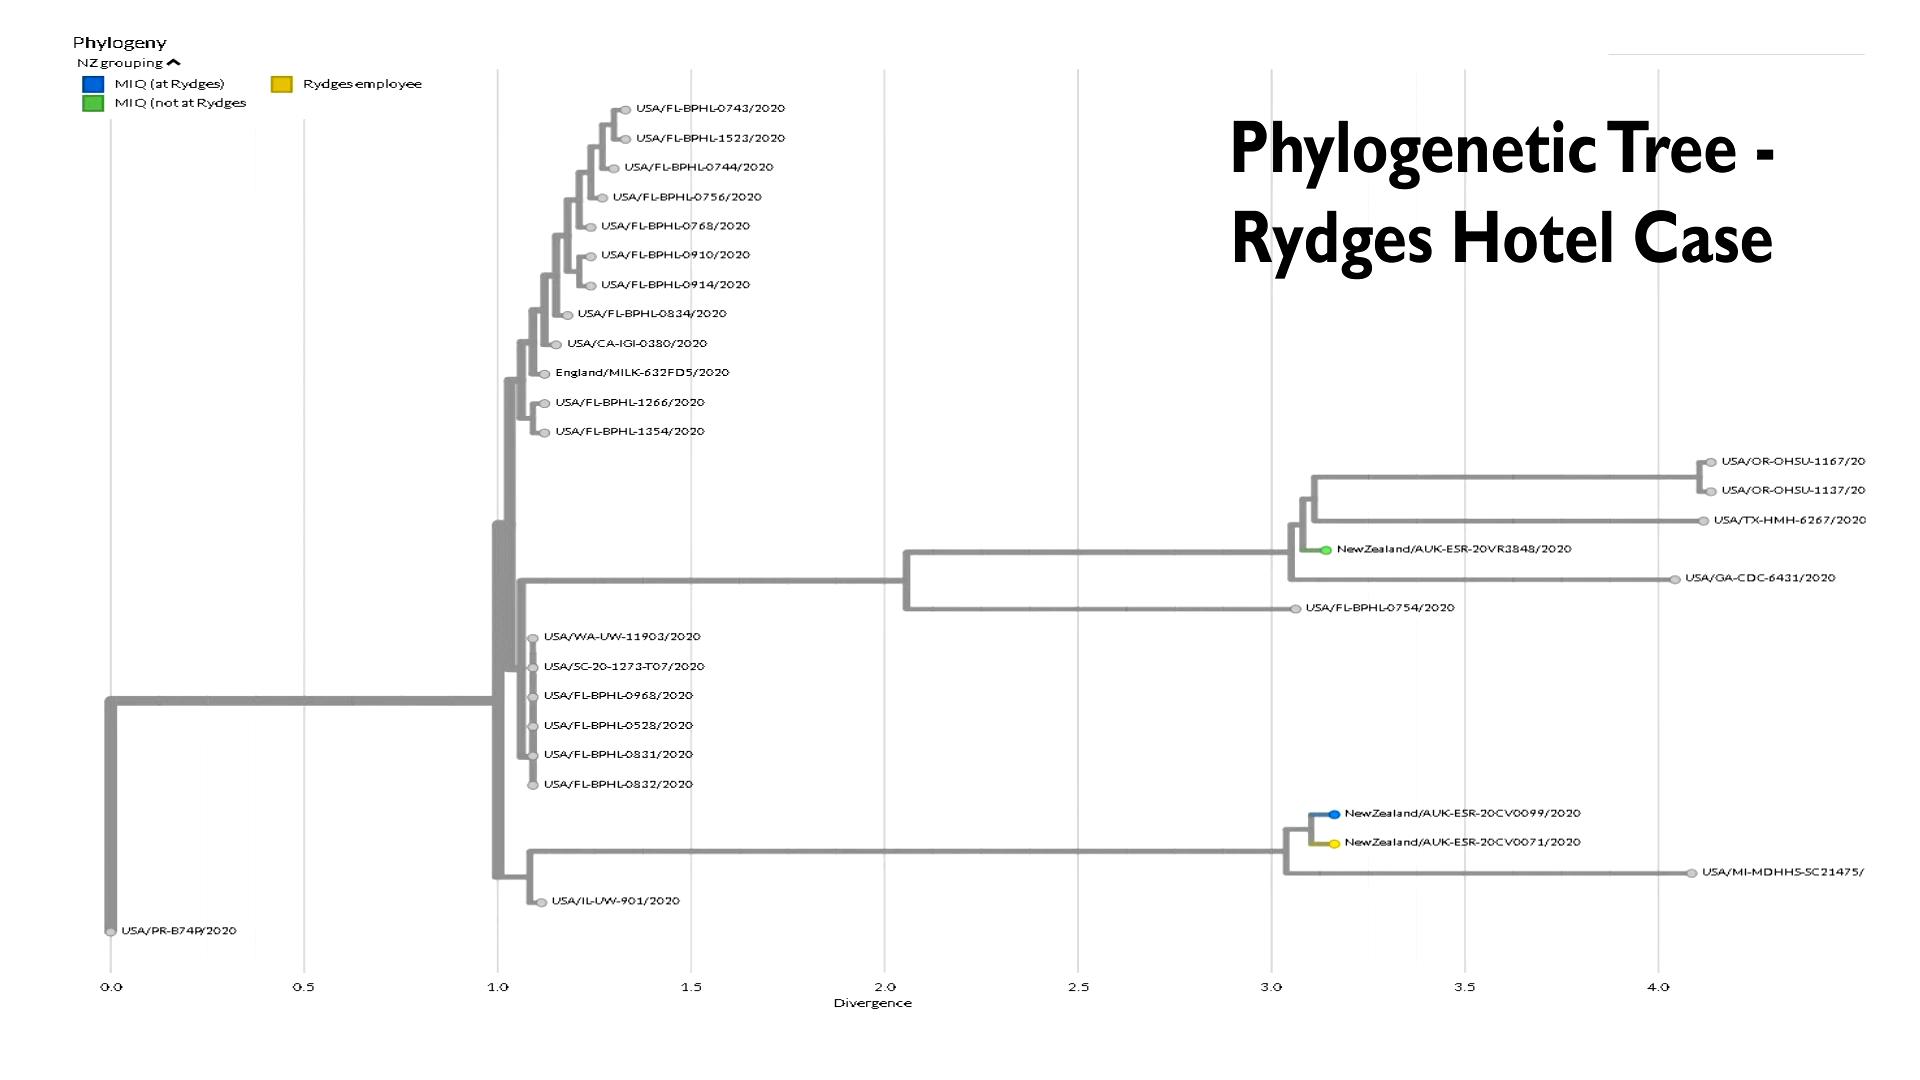 Phylogeny
NZ grouping
MIQ (at Rydges)
Rydges employee
MIQ (not at Rydges
Phylogenetic Tree -
Rydges Hotel Case
USA/FL-BPHL-0743/2020
USA/FL-BPHL-1523/2020
USA/FL-BPHL-0744/2020
USA/FL-BPHL-0756/2020
USA/FL-BPHL-0768/2020
USA/FL-BPHL-0910/2020
USA/FL-BPHL-0914/2020
USA/FL-BPHL-0834/2020
USA/CA-IGI-0380/2020
England/MILK-632FD5/2020
USA/FL-BPHL-1266/2020
USA/FL-BPHL-1354/2020
USA/OR-OHSU-1167/20
USA/OR-OHSU-1137/20
USA/TX-HMH-6267/2020
NewZealand/AUK-ESR-20VR3848/2020
USA/GA-CDC-6431/2020
USA/FL-BPHL-0754/2020
USA/WA-UW-11903/2020
USA/SC-20-1273-T07/2020
USA/FL-BPHL-0968/2020
USA/FL-BPHL-0528/2020
USA/FL-BPHL-0831/2020
USA/FL-BPHL-0832/2020
NewZealand/AUK-ESR-20CV0099/2020
NewZealand/AUK-ESR-20CV0071/2020
USA/MI-MDHHS-SC21475/
USA/IL-UW-901/2020
USA/PR-B74P/2020
0.0 0.5 1.0 1.5 2.0 2.5 3.0 3.5 4.0
Divergence